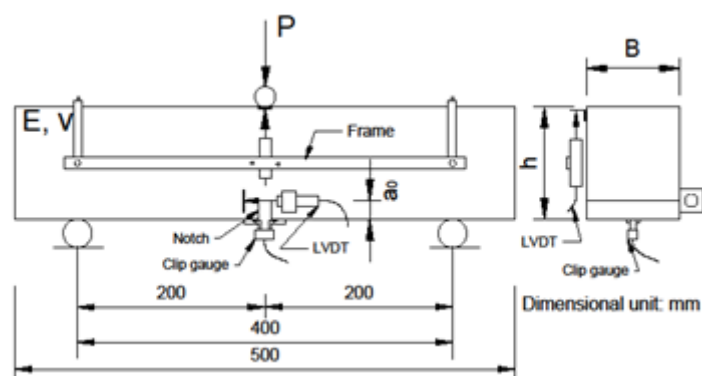 P
B
E, v
Frame
h
a₀
Notch
LVDT
Clip gauge
LVDT
Clip gauge
200
200
Dimensional unit: mm
400
500